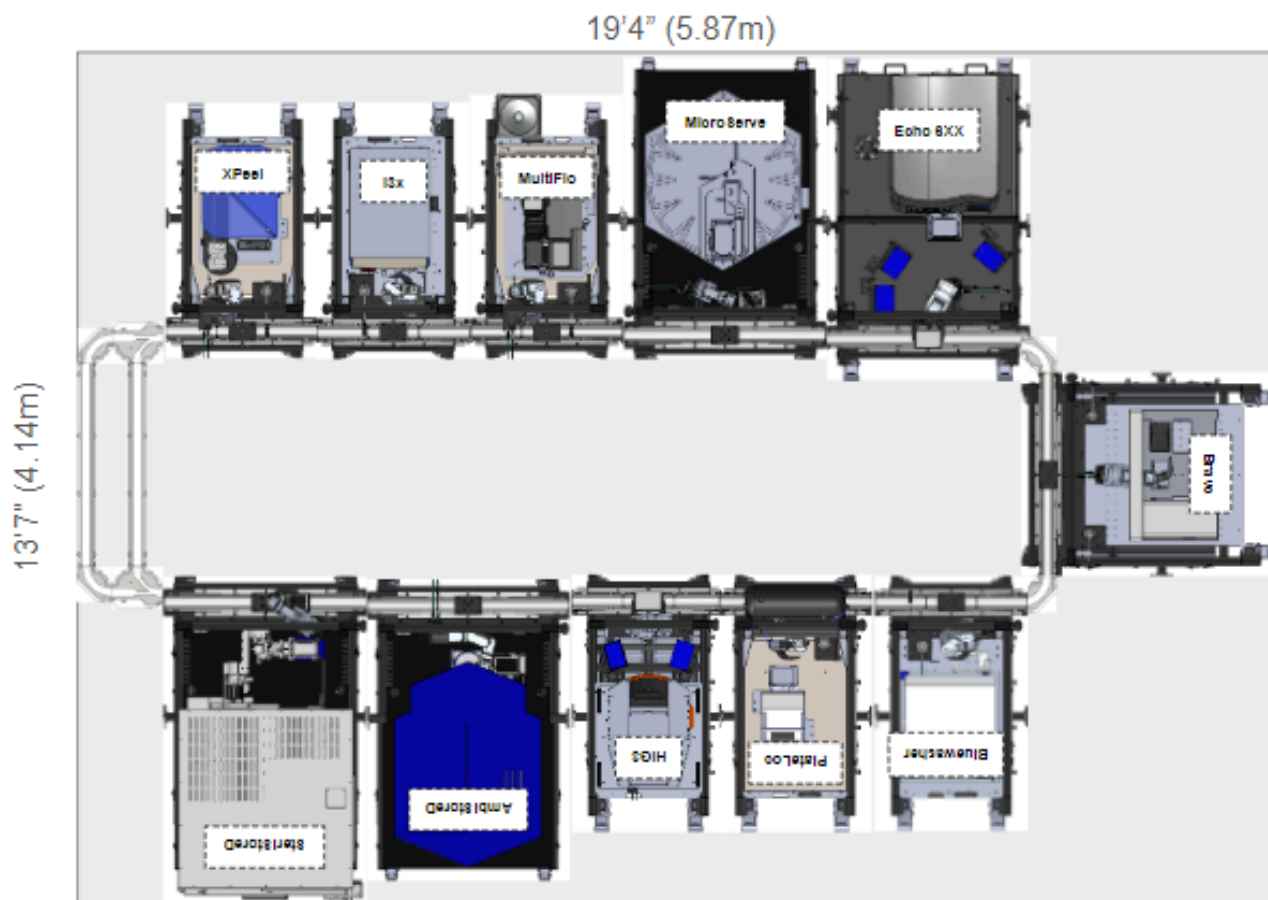 19'4" (5.87m)
MicroServe
Echo 6XX
XPeel
i3x
MultiFlo
13'7" (4.14m)
Bravo
HiG3
PlateLoc
Bluewasher
AmbiStoreD
SteriStoreD